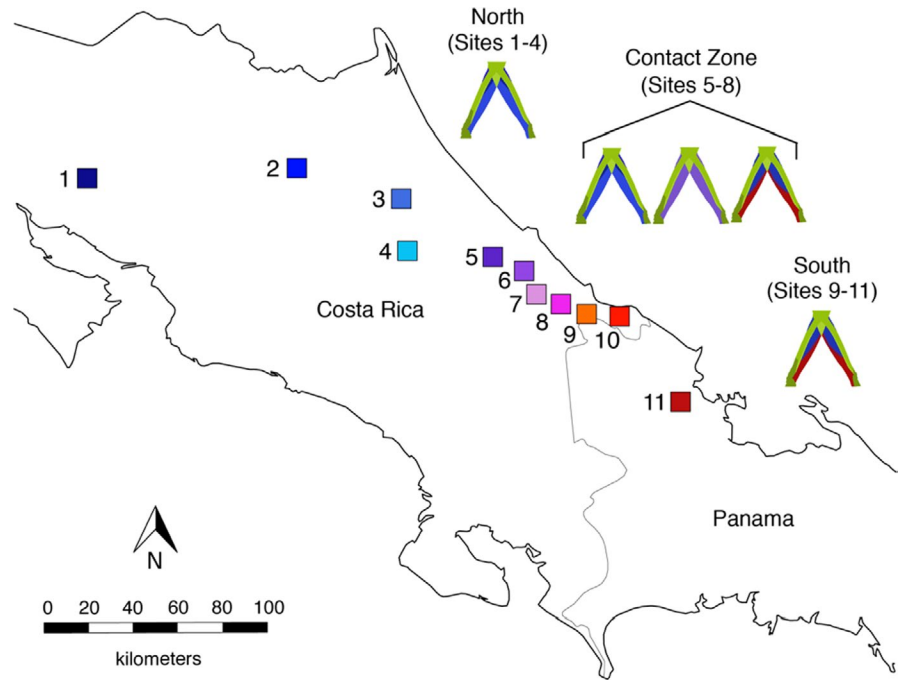 North
(Sites 1-4)
Contact Zone
(Sites 5-8)
1
2
3
4
5
6
7
8
9
10
11
South
(Sites 9-11)
Costa Rica
Panama
N
0 20 40 60 80 100
kilometers